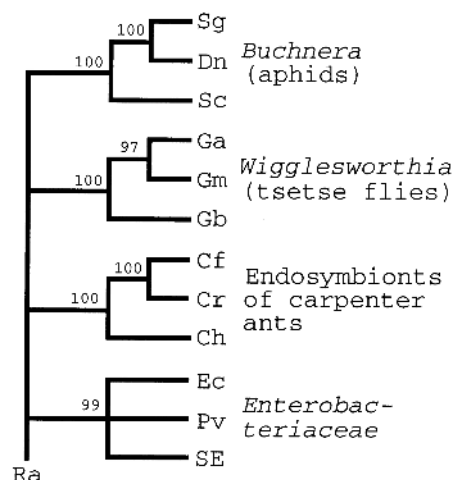 100
Sg
100
Dn
Sc
Buchnera
(aphids)
97
Ga
100
Gm
Gb
Wigglesworthia
(tsetse flies)
100
Cf
100
Cr
Ch
Endosymbionts
of carpenter
ants
99
Ec
Pv
SE
Enterobac-
teriaceae
Ra